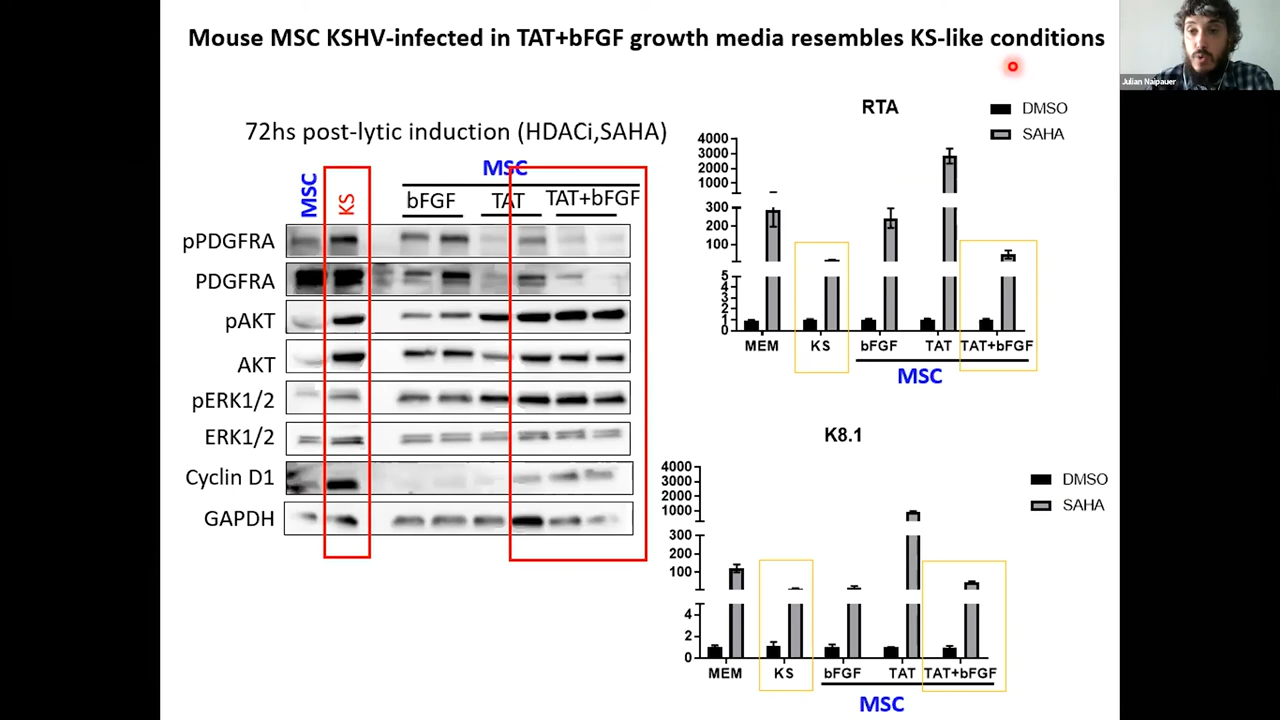 Mouse MSC KSHV-infected in TAT+bFGF growth media resembles KS-like conditions
Julian Naipauer
72hs post-lytic induction (HDACi,SAHA)
MSC
KS
MSC
bFGF
TAT
TAT+bFGF
pPDGFRA
PDGFRA
pAKT
AKT
pERK1/2
ERK1/2
Cyclin D1
GAPDH
RTA
DMSO
SAHA
4000
3000
2000
1000
300
200
100
5
4
3
2
1
0
MEM KS bFGF TAT TAT+bFGF
MSC
K8.1
DMSO
SAHA
4000
3000
2000
1000
300
200
100
4
2
0
MEM KS bFGF TAT TAT+bFGF
MSC